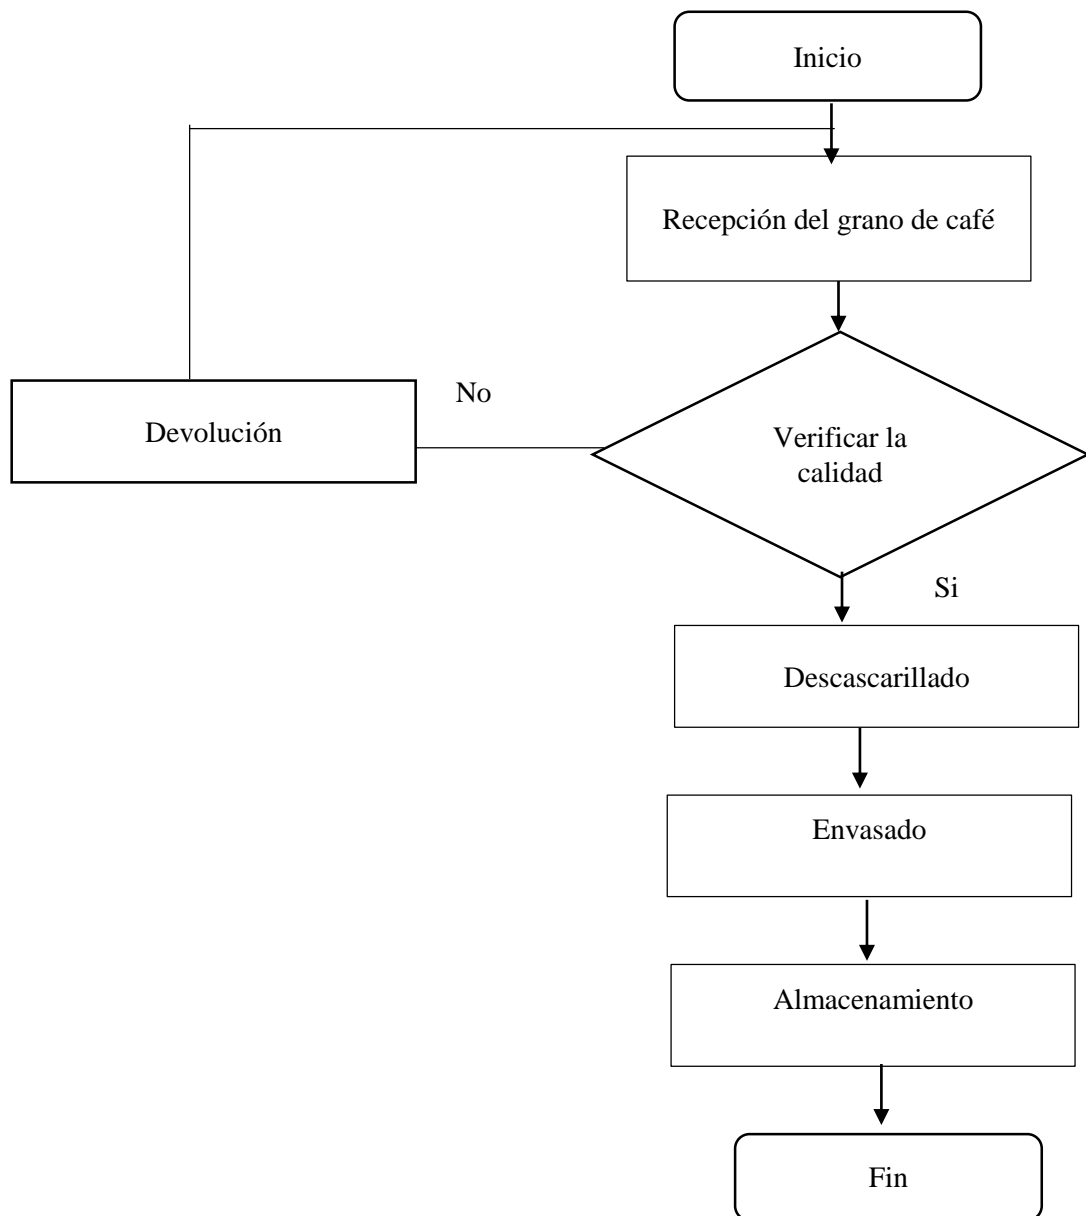 Inicio
Recepción del grano de café
No
Devolución
Verificar la
calidad
Si
Descascarillado
Envasado
Almacenamiento
Fin